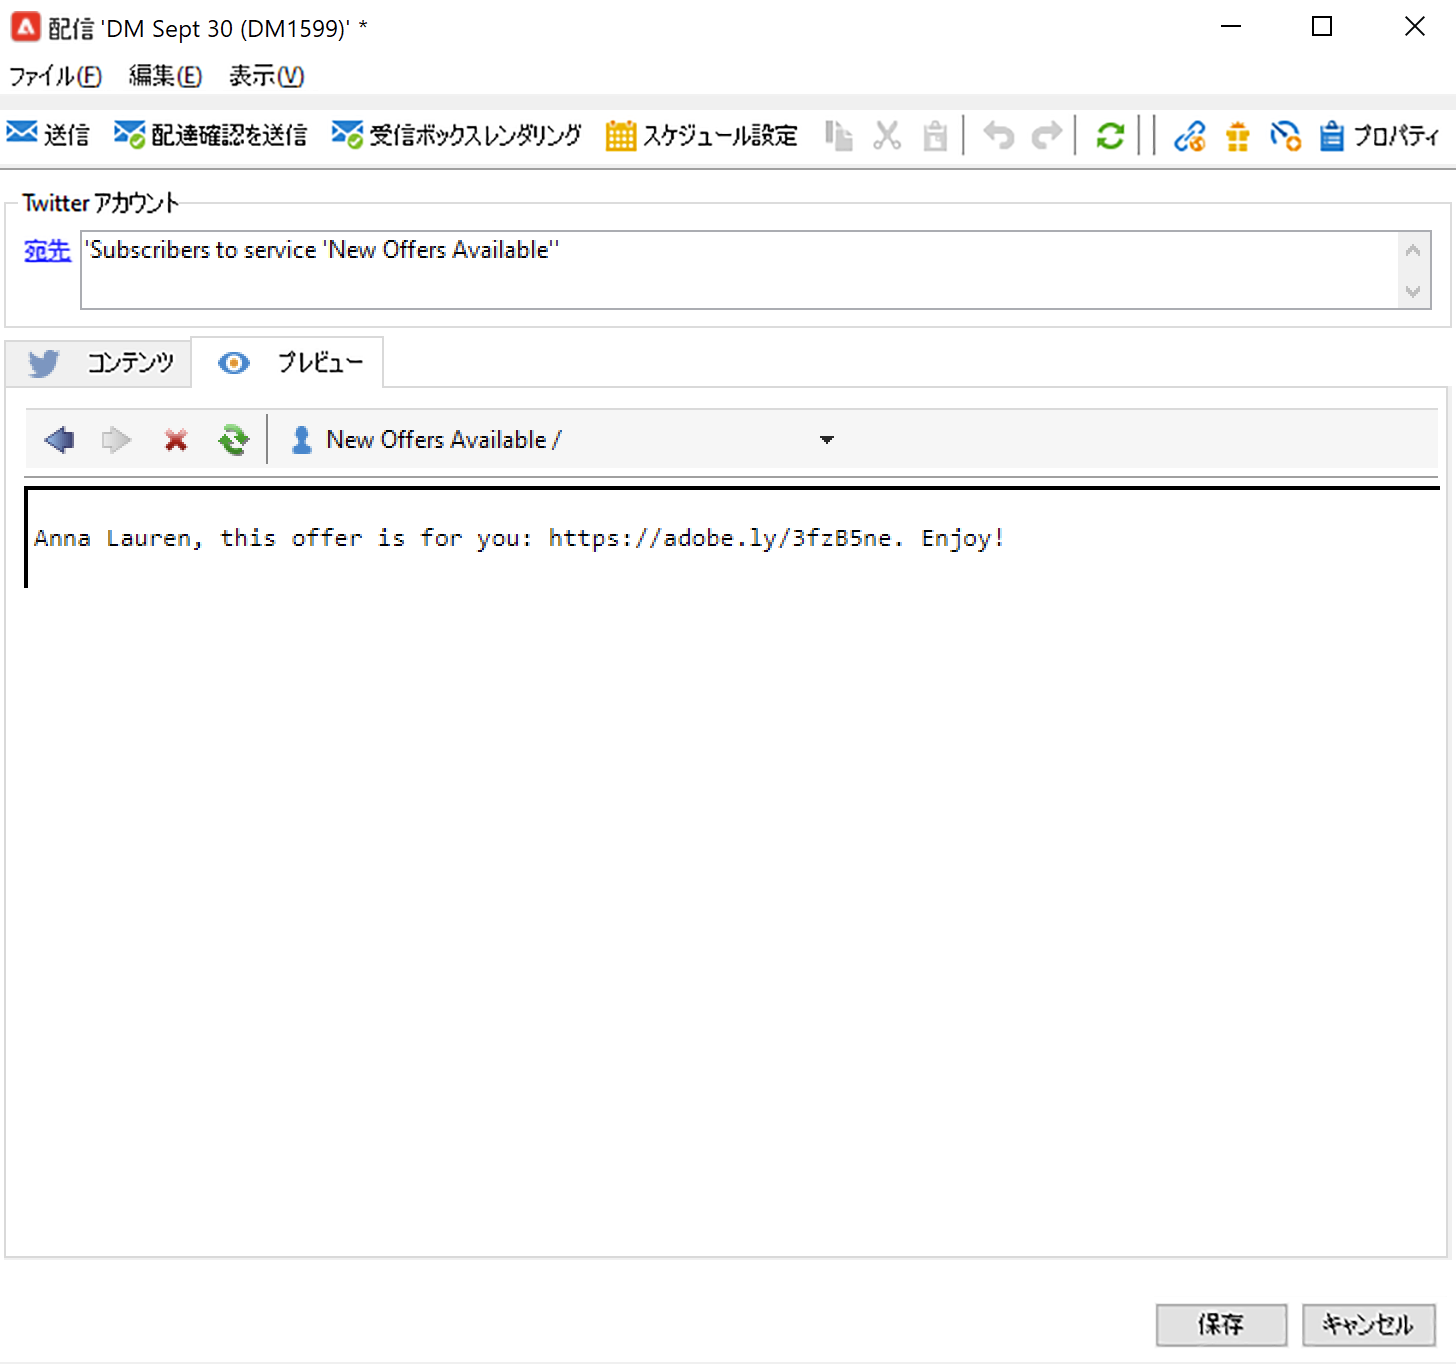 配信 'DM Sept 30 (DM1599)' *
ファイル(F) 編集(E) 表示(V)
送信 配達確認を送信 受信ボックスレンダリング スケジュール設定 プロパティ
Twitter アカウント
宛先 'Subscribers to service 'New Offers Available''
コンテンツ プレビュー
New Offers Available /
Anna Lauren, this offer is for you: https://adobe.ly/3fzB5ne. Enjoy!
保存 キャンセル